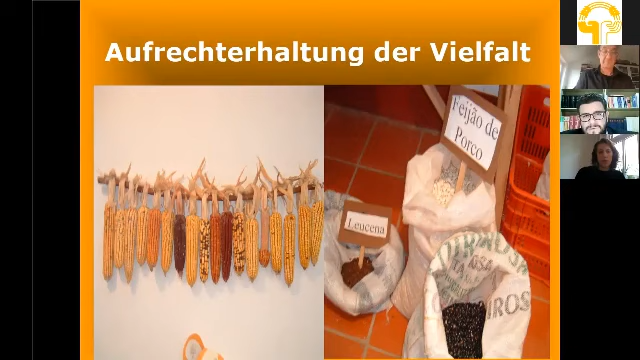 Aufrechterhaltung der Vielfalt
Feijão de
Porco
Leucena